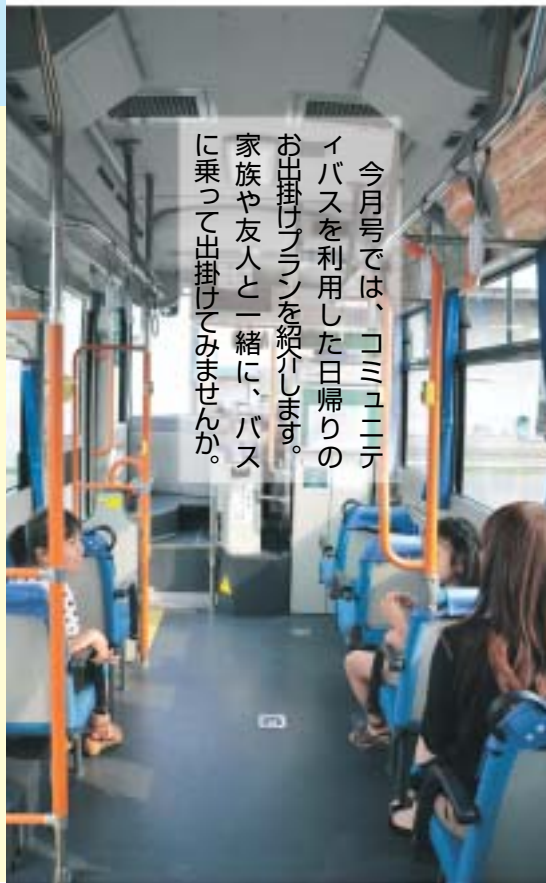 今月号では、コミュニテ
ィバスを利用した日帰りの
お出掛けプランを紹介します。
家族や友人と一緒に、バス
に乗って出掛けてみませんか。